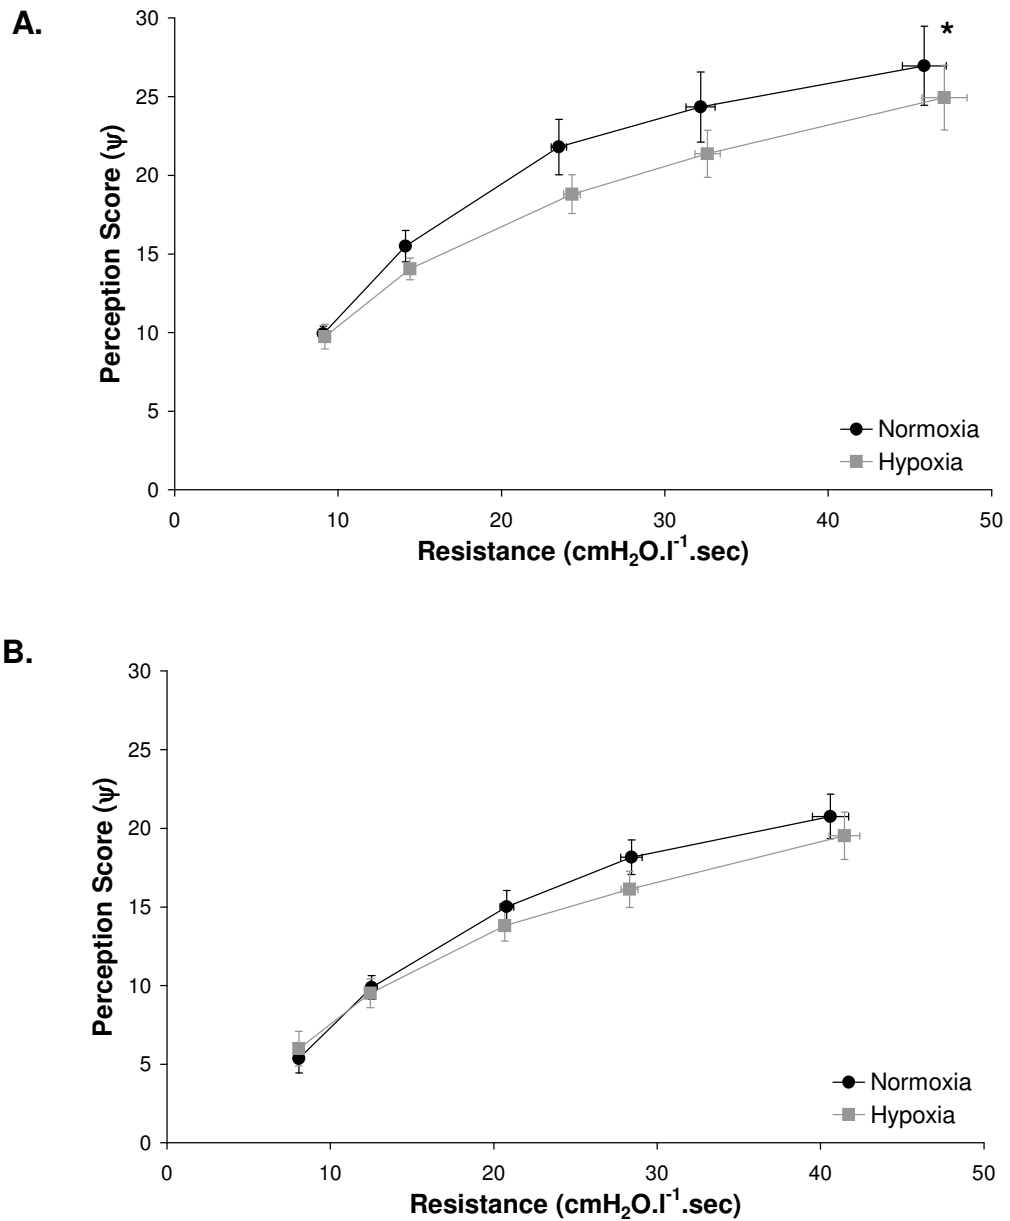 A.
30
*
25
20
15
10
5
0
Perception Score (ψ)
Normoxia
Hypoxia
0 10 20 30 40 50
Resistance (cmH₂O.l⁻¹.sec)
B.
30
25
20
15
10
5
0
Perception Score (ψ)
Normoxia
Hypoxia
0 10 20 30 40 50
Resistance (cmH₂O.l⁻¹.sec)